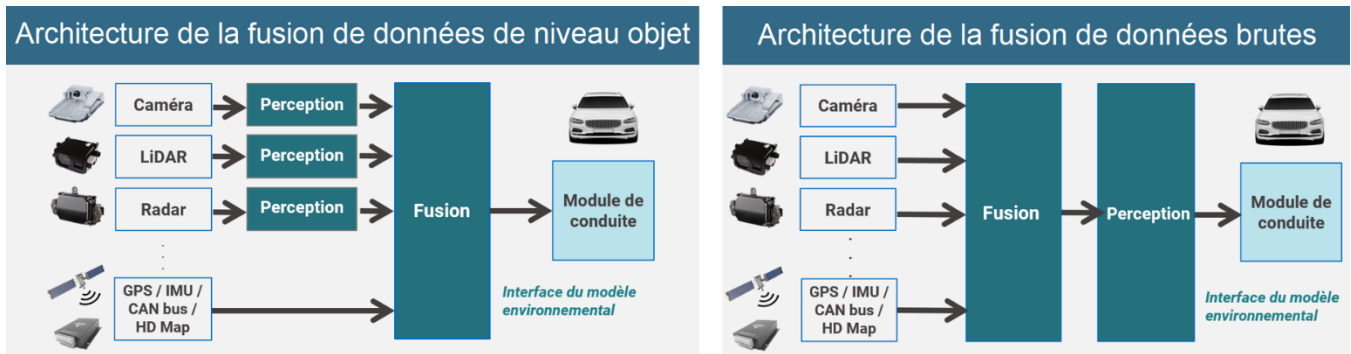 Architecture de la fusion de données de niveau objet
Caméra
Perception
LiDAR
Perception
Radar
Perception
Fusion
Module de
conduite
GPS / IMU /
CAN bus /
HD Map
Interface du modèle
environnemental
Architecture de la fusion de données brutes
Caméra
LiDAR
Radar
Fusion
Perception
Module de
conduite
GPS / IMU /
CAN bus /
HD Map
Interface du modèle
environnemental